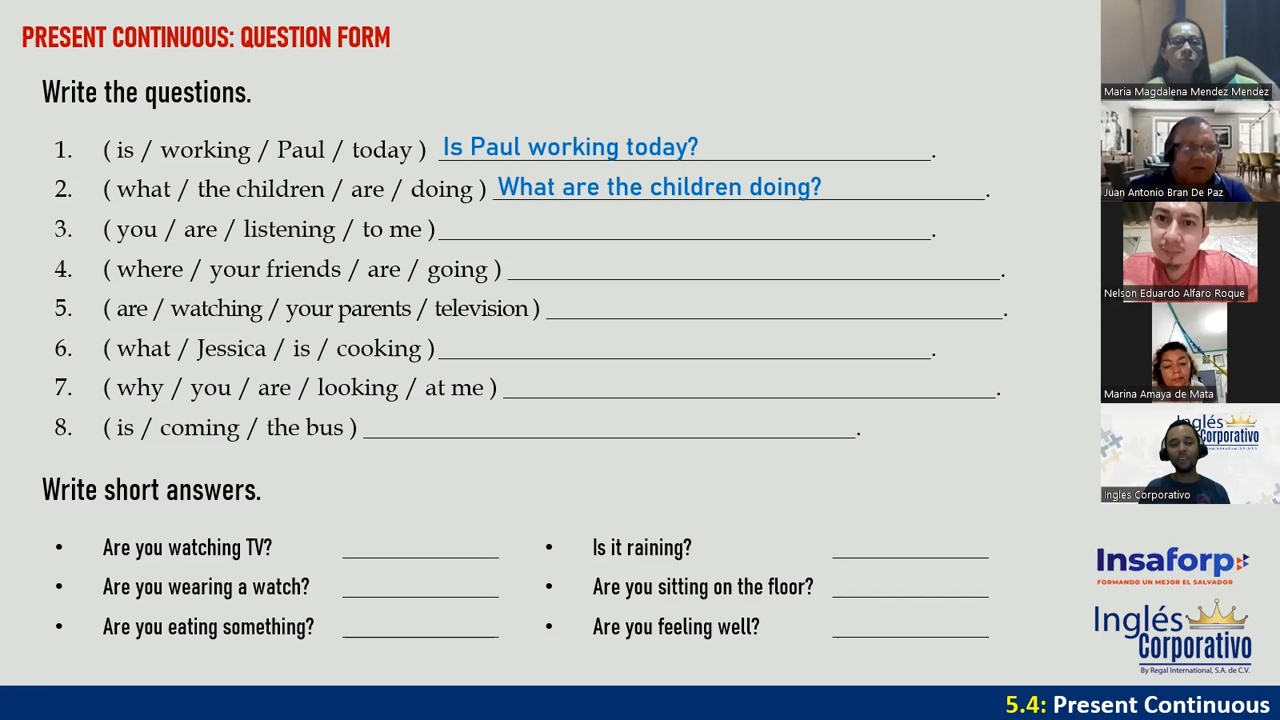 PRESENT CONTINUOUS: QUESTION FORM
Write the questions.
1. ( is / working / Paul / today ) Is Paul working today? .
2. ( what / the children / are / doing ) What are the children doing? .
3. ( you / are / listening / to me ) .
4. ( where / your friends / are / going ) .
5. ( are / watching / your parents / television ) .
6. ( what / Jessica / is / cooking ) .
7. ( why / you / are / looking / at me ) .
8. ( is / coming / the bus ) .
Write short answers.
• Are you watching TV?
• Are you wearing a watch?
• Are you eating something?
• Is it raining?
• Are you sitting on the floor?
• Are you feeling well?
Maria Magdalena Mendez Mendez
Juan Antonio Bran De Paz
Nelson Eduardo Alfaro Roque
Marina Amaya de Mata
Inglés
Corporativo
Ingles Corporativo
Insaforp
FORMANDO UN MEJOR EL SALVADOR
Inglés
Corporativo
By Regal International, S.A. de C.V.
5.4: Present Continuous